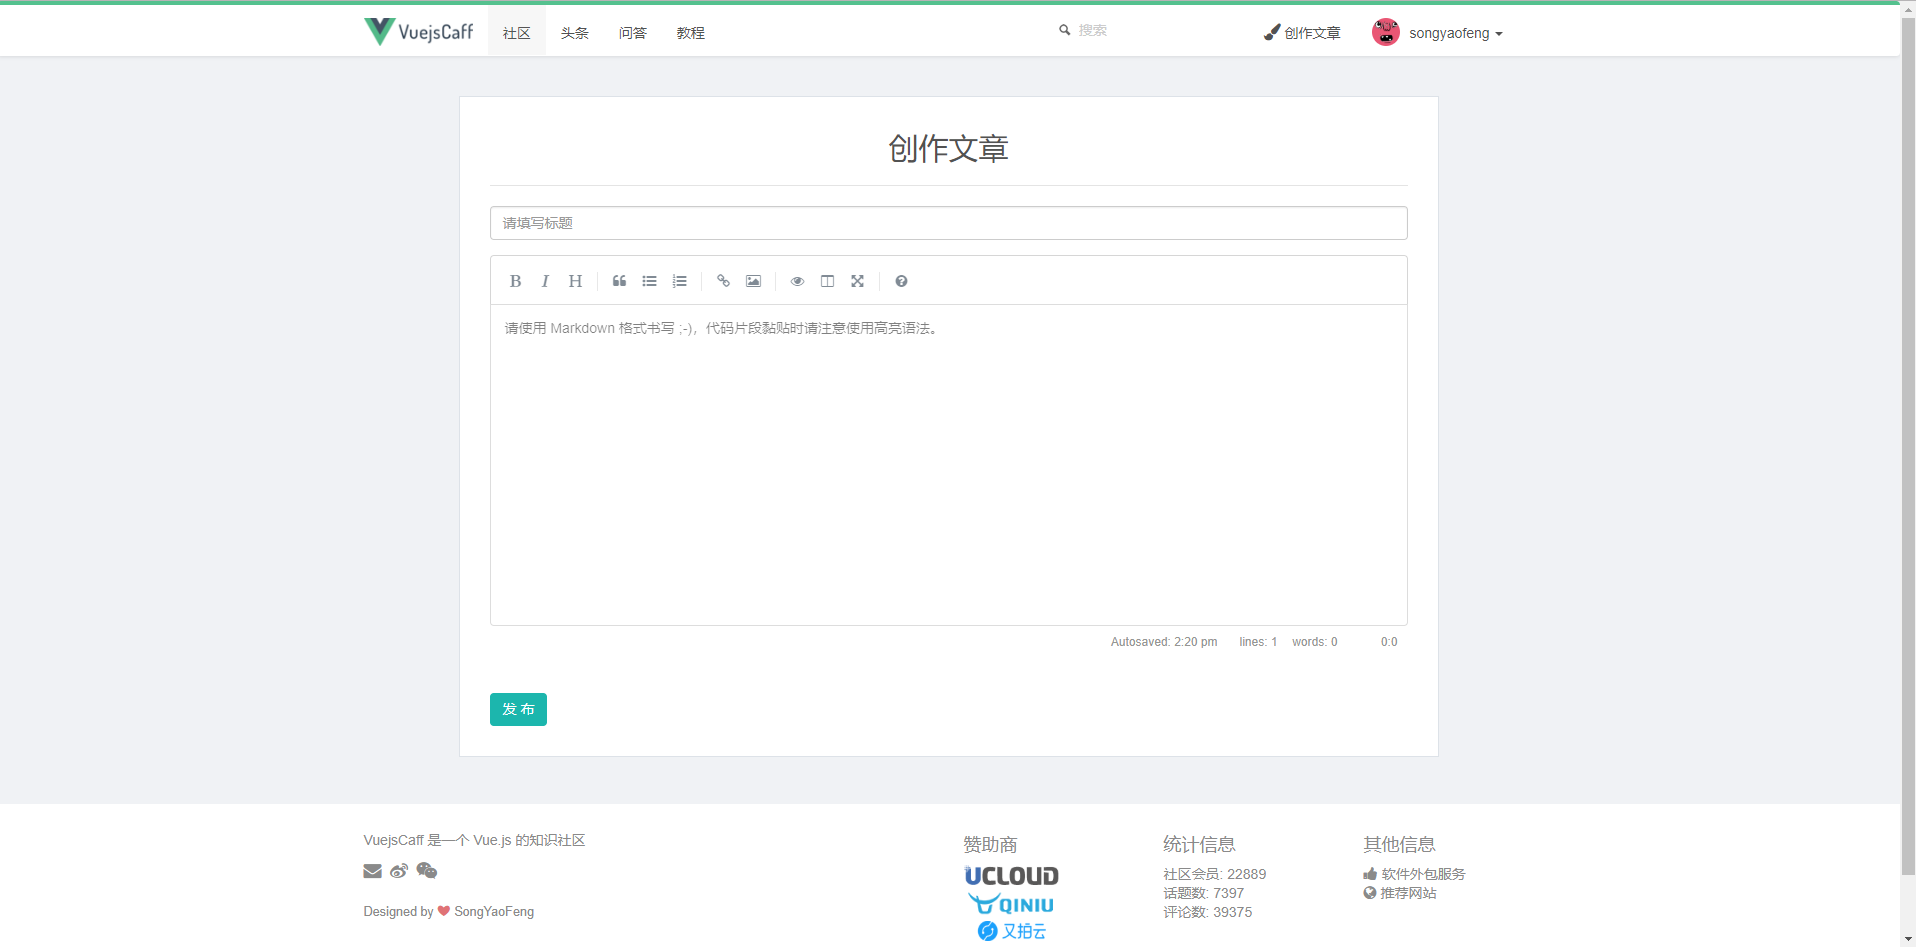 VuejsCaff 社区 头条 问答 教程 搜索 创作文章 songyaofeng
创作文章
请填写标题
B I H
请使用 Markdown 格式书写 ;-)，代码片段黏贴时请注意使用高亮语法。
Autosaved: 2:20 pm lines: 1 words: 0 0:0
发 布
VuejsCaff 是一个 Vue.js 的知识社区
Designed by ❤ SongYaoFeng
赞助商
UCLOUD
QINIU
又拍云
统计信息
社区会员: 22889
话题数: 7397
评论数: 39375
其他信息
软件外包服务
推荐网站